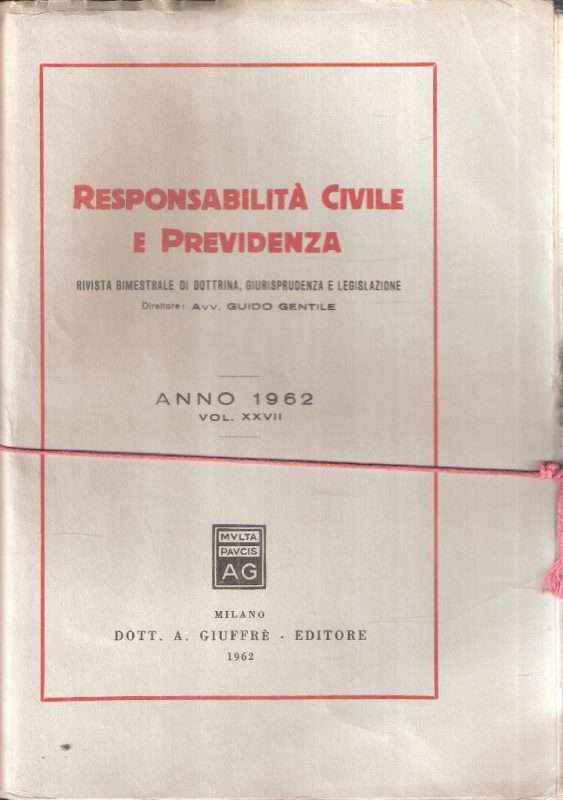 RESPONSABILITÀ CIVILE
E PREVIDENZA
RIVISTA BIMESTRALE DI DOTTRINA, GIURISPRUDENZA E LEGISLAZIONE
Direttore: AVV. GUIDO GENTILE
ANNO 1962
VOL. XXVII
MVLTA
PAVCIS
AG
MILANO
DOTT. A. GIUFFRÈ - EDITORE
1962